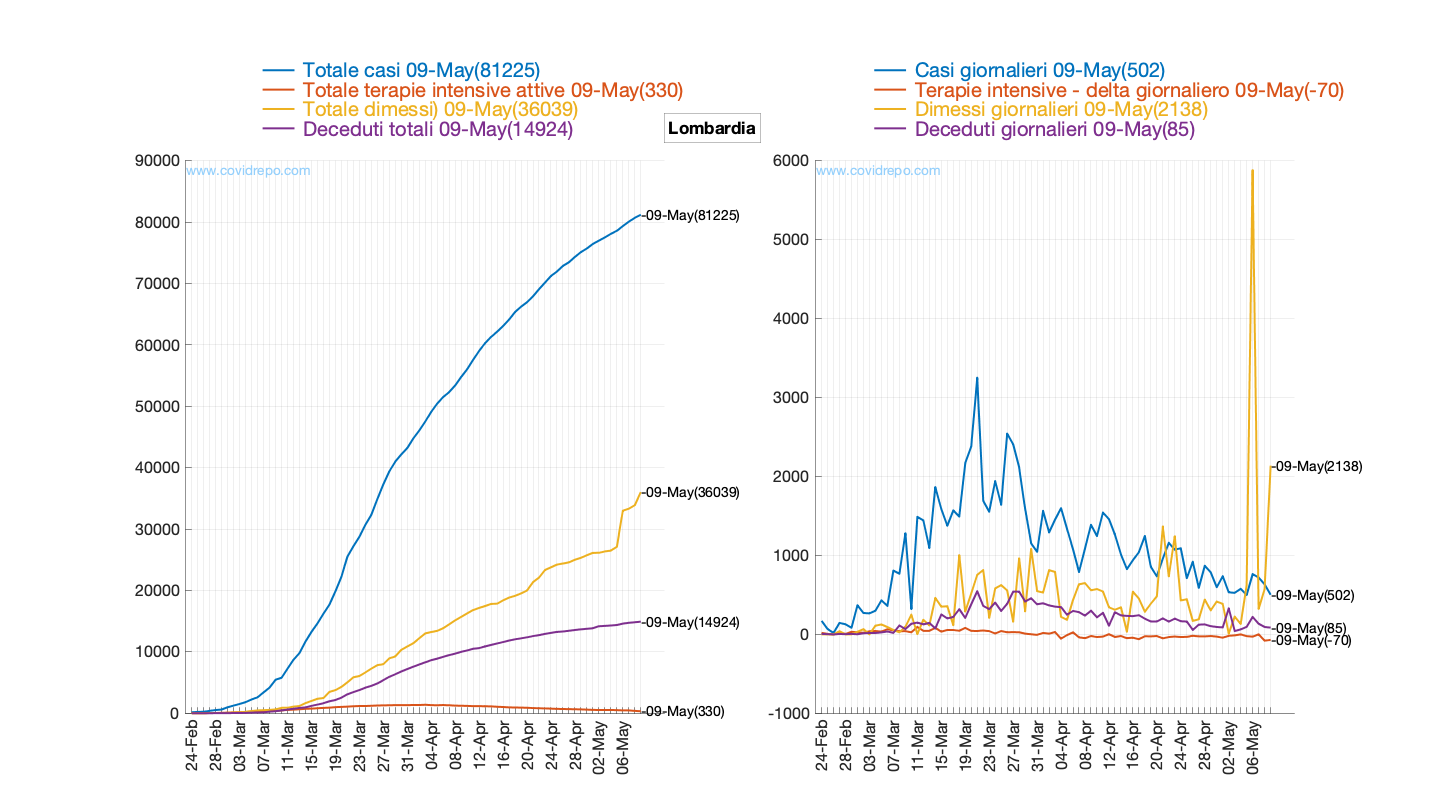 Totale casi 09-May(81225)
Totale terapie intensive attive 09-May(330)
Totale dimessi) 09-May(36039)
Deceduti totali 09-May(14924)
Lombardia
Casi giornalieri 09-May(502)
Terapie intensive - delta giornaliero 09-May(-70)
Dimessi giornalieri 09-May(2138)
Deceduti giornalieri 09-May(85)
www.covidrepo.com
90000
80000
70000
60000
50000
40000
30000
20000
10000
0
-09-May(81225)
-09-May(36039)
-09-May(14924)
-09-May(330)
24-Feb
28-Feb
03-Mar
07-Mar
11-Mar
15-Mar
19-Mar
23-Mar
27-Mar
31-Mar
04-Apr
08-Apr
12-Apr
16-Apr
20-Apr
24-Apr
28-Apr
02-May
06-May
www.covidrepo.com
6000
5000
4000
3000
2000
1000
0
-1000
-09-May(2138)
-09-May(502)
-09-May(85)
-09-May(-70)
24-Feb
28-Feb
03-Mar
07-Mar
11-Mar
15-Mar
19-Mar
23-Mar
27-Mar
31-Mar
04-Apr
08-Apr
12-Apr
16-Apr
20-Apr
24-Apr
28-Apr
02-May
06-May